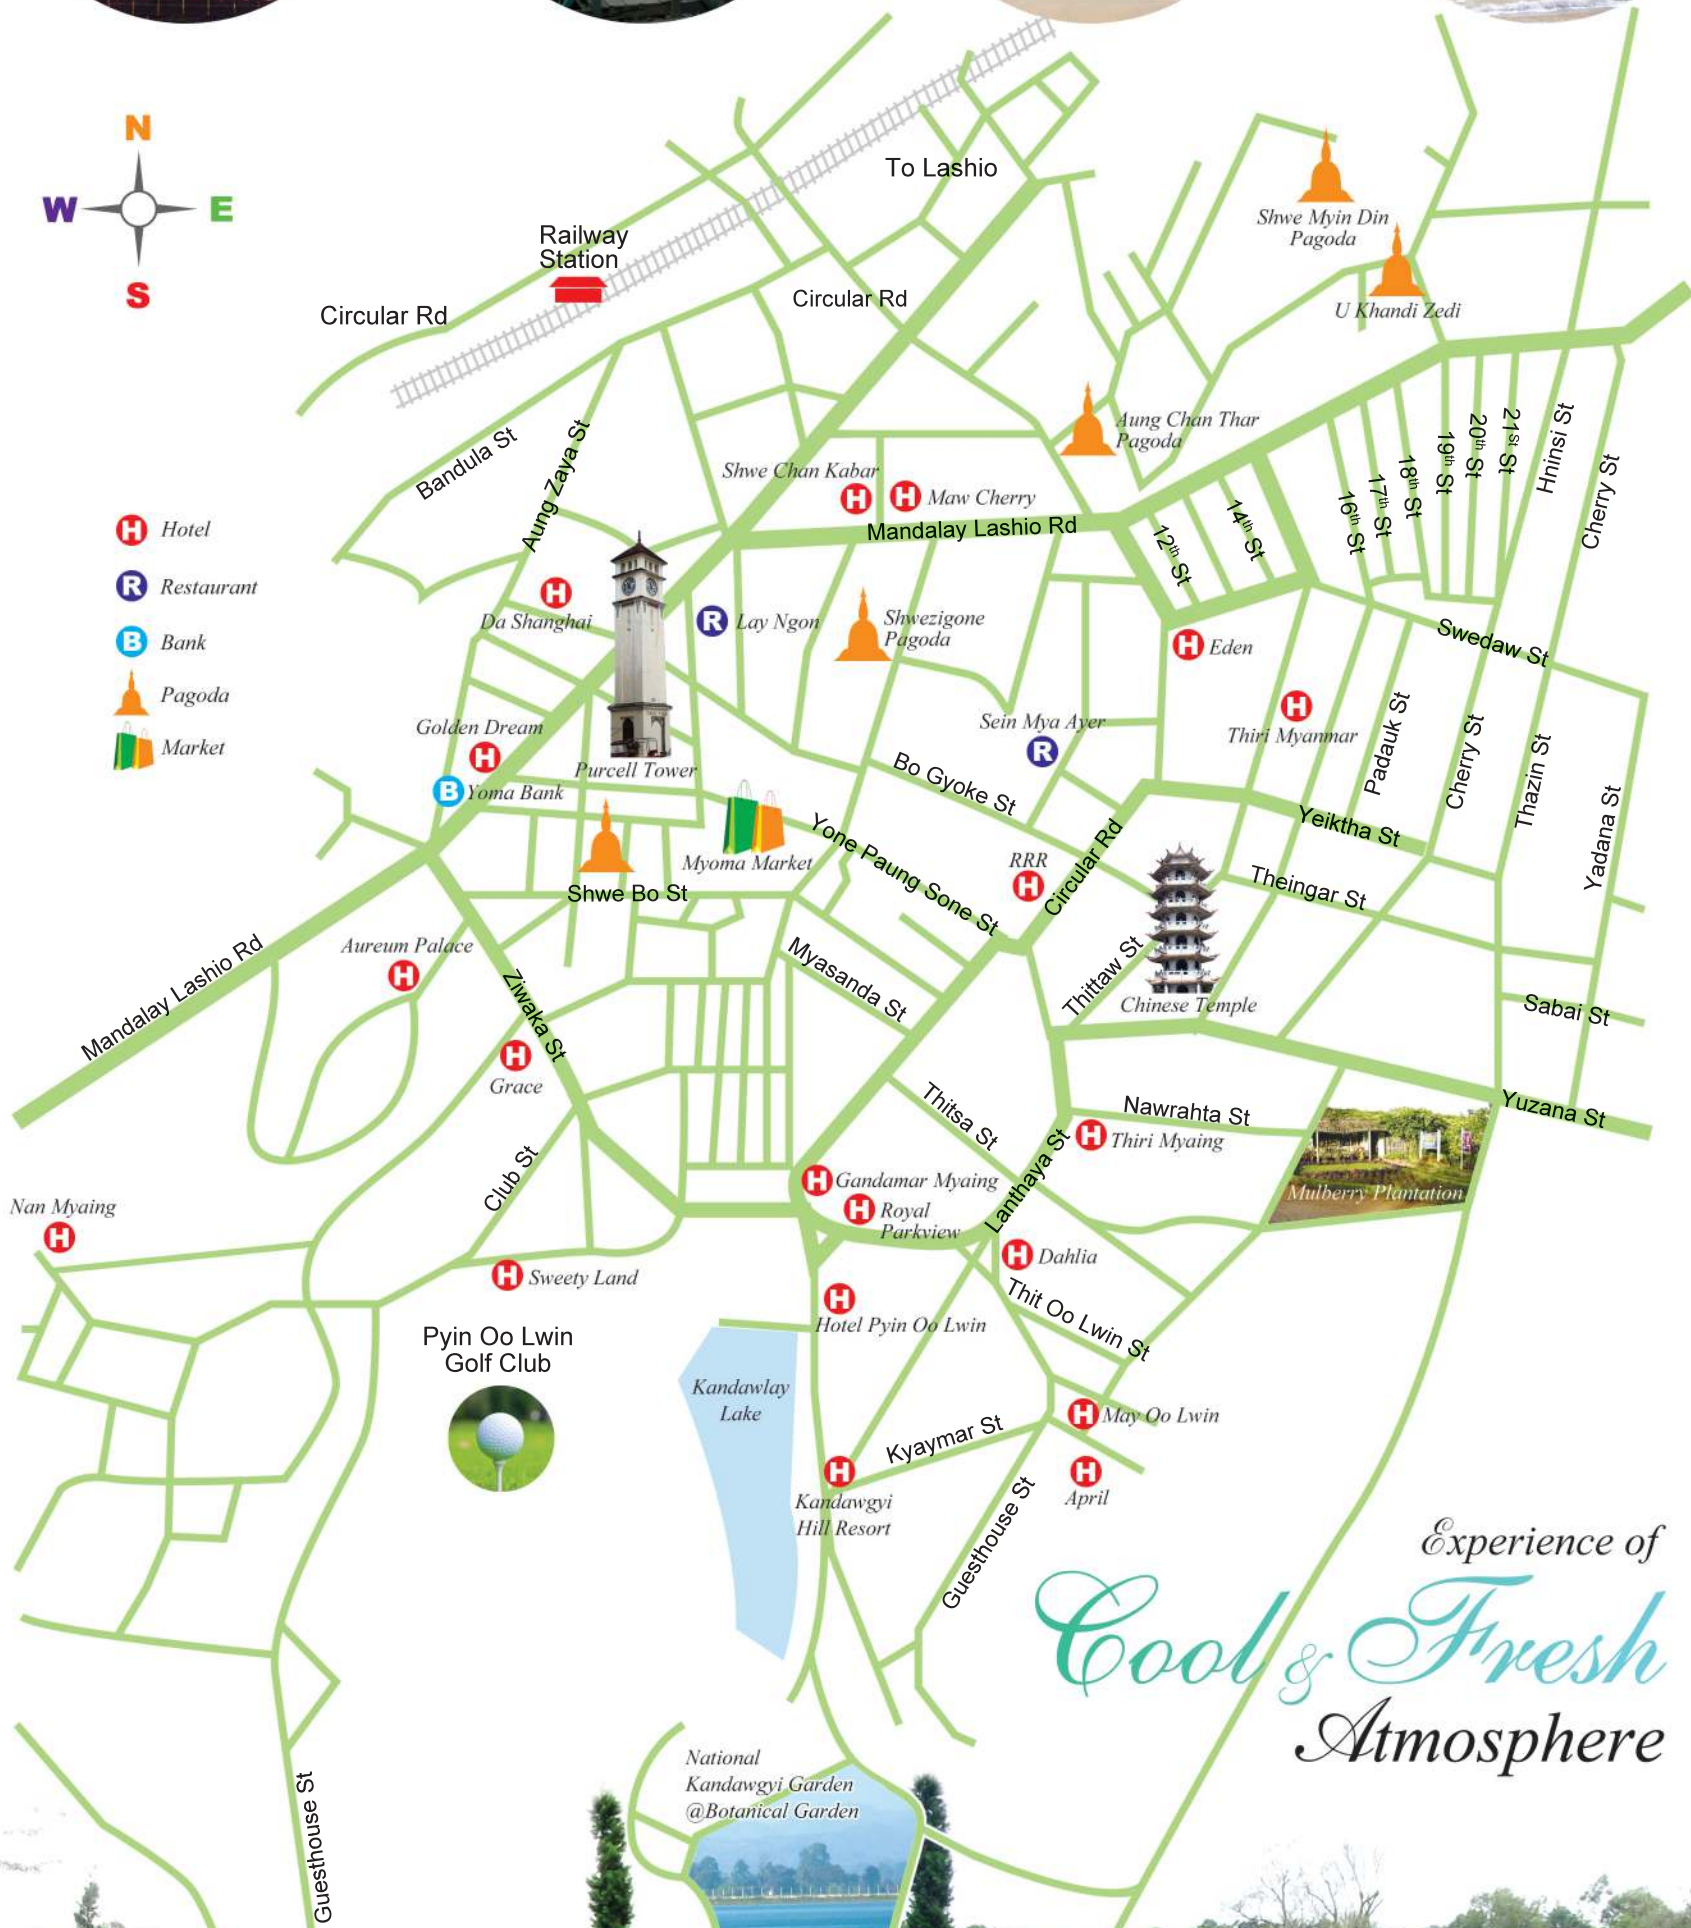 N
W
E
S
To Lashio
Railway
Station
Circular Rd
Circular Rd
Shwe Myin Din
Pagoda
U Khandi Zedi
Aung Chan Thar
Pagoda
Bandula St
Aung Zaya St
Shwe Chan Kabar
H
H
Maw Cherry
Mandalay Lashio Rd
12th St
14th St
16th St
17th St
18th St
19th St
20th St
21St St
Hninsi St
Cherry St
H
Hotel
R
Restaurant
B
Bank
Pagoda
Market
H
Da Shanghai
R
Lay Ngon
Shwezigone
Pagoda
H
Eden
Swedaw St
Golden Dream
H
B
Yoma Bank
Purcell Tower
Sein Mya Ayer
R
H
Thiri Myanmar
Padauk St
Cherry St
Thazin St
Yadana St
Bo Gyoke St
Yeiktha St
Myoma Market
Yone Paung Sone St
RRR
H
Circular Rd
Theingar St
Shwe Bo St
Mandalay Lashio Rd
Aureum Palace
H
Ziwaka St
Myasanda St
Thittaw St
Chinese Temple
Sabai St
H
Grace
Thitsa St
Nawrahta St
Yuzana St
H
Thiri Myaing
Lanthaya St
Mulberry Plantation
Club St
H
Gandamar Myaing
H
Royal
Parkview
Nan Myaing
H
H
Sweety Land
H
Dahlia
Thit Oo Lwin St
H
Hotel Pyin Oo Lwin
Pyin Oo Lwin
Golf Club
Kandawlay
Lake
H
May Oo Lwin
Kyaymar St
H
Kandawgyi
Hill Resort
H
April
Guesthouse St
Experience of
Cool & Fresh
Atmosphere
National
Kandawgyi Garden
@Botanical Garden
Guesthouse St